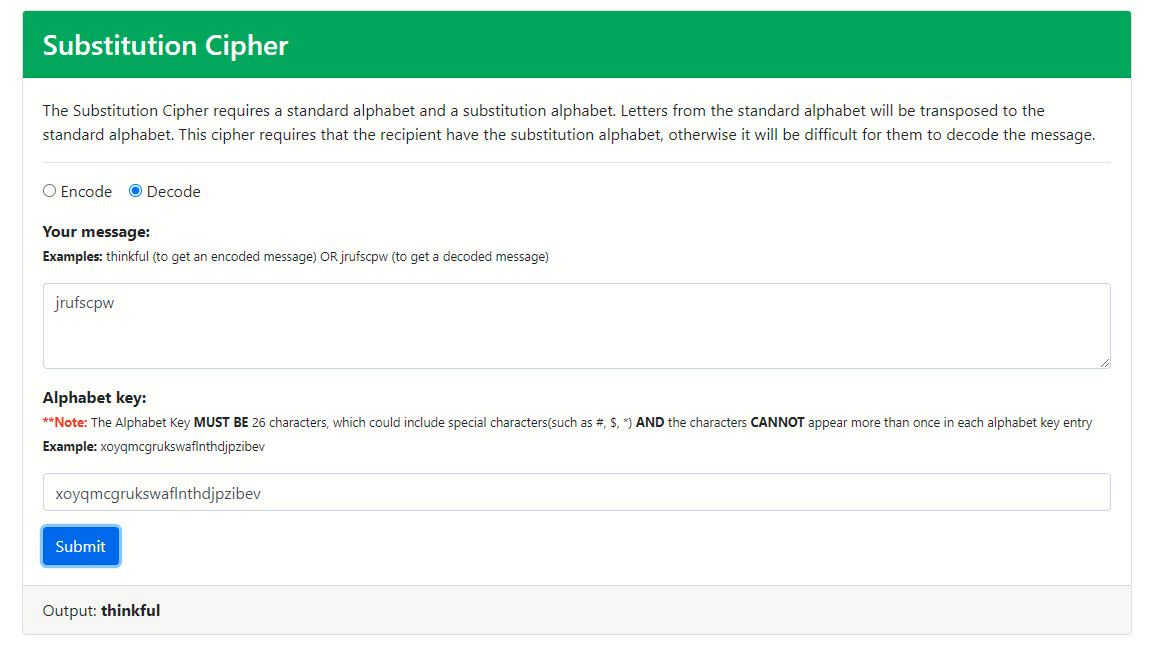 Substitution Cipher
The Substitution Cipher requires a standard alphabet and a substitution alphabet. Letters from the standard alphabet will be transposed to the
standard alphabet. This cipher requires that the recipient have the substitution alphabet, otherwise it will be difficult for them to decode the message.
Encode Decode
Your message:
Examples: thinkful (to get an encoded message) OR jrufscpw (to get a decoded message)
jrufscpw
Alphabet key:
**Note: The Alphabet Key MUST BE 26 characters, which could include special characters(such as #, $, *) AND the characters CANNOT appear more than once in each alphabet key entry
Example: xoyqmcgrukswaflnthdjpzibev
xoyqmcgrukswaflnthdjpzibev
Submit
Output: thinkful